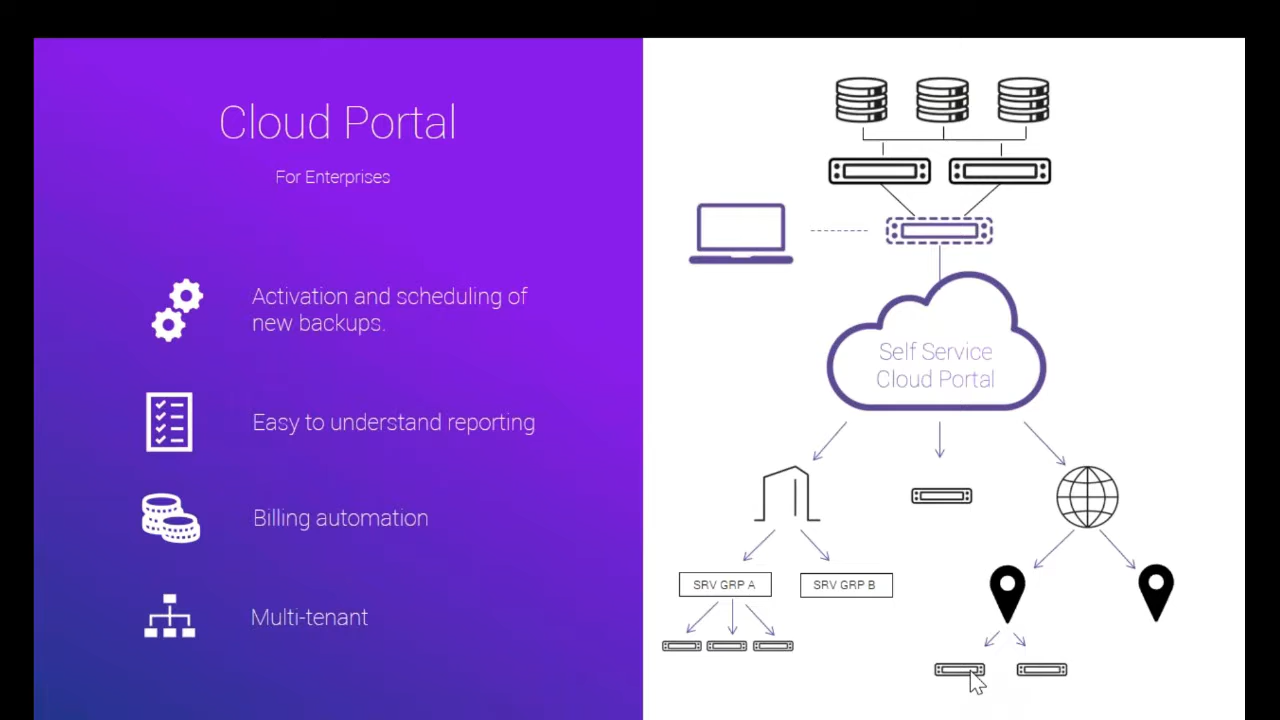 Cloud Portal
For Enterprises
Activation and scheduling of
new backups.
Easy to understand reporting
Billing automation
Multi-tenant
Self Service
Cloud Portal
SRV GRP A
SRV GRP B